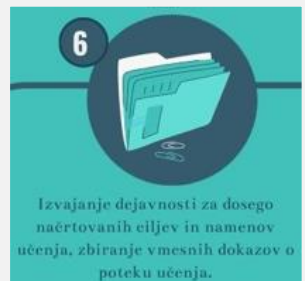 6
Izvajanje dejavnosti za dosego
načrtovanih ciljev in namenov
učenja, zbiranje vmesnih dokazov o
poteku učenja.